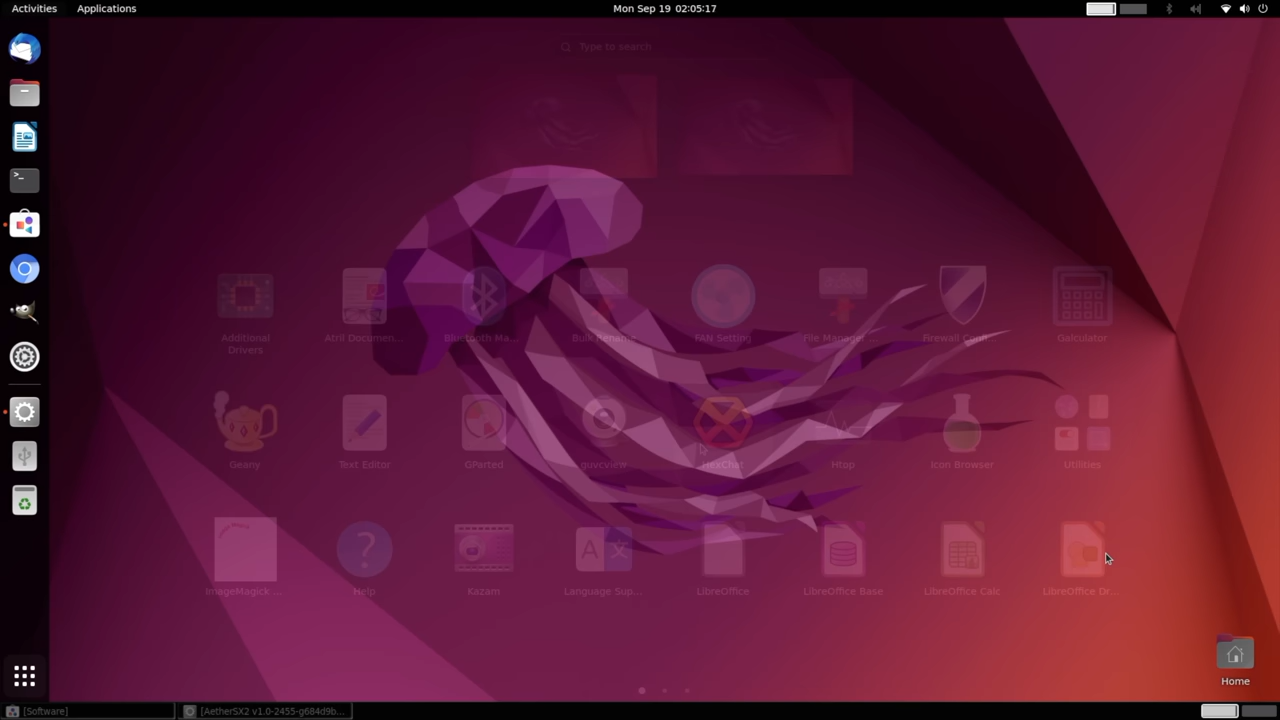 Activities Applications Mon Sep 19 02:05:17
Type to search
Additional Drivers
Atril Documen...
Bluetooth Ma...
Bulk Rename
FAN Setting
File Manager ...
Firewall Conf...
Galculator
Geany
Text Editor
GParted
guvcview
HexChat
Htop
Icon Browser
Utilities
ImageMagick ...
Help
Kazam
Language Sup...
LibreOffice
LibreOffice Base
LibreOffice Calc
LibreOffice Dr...
Home
[Software] [AetherSX2 v1.0-2455-g684d9b...